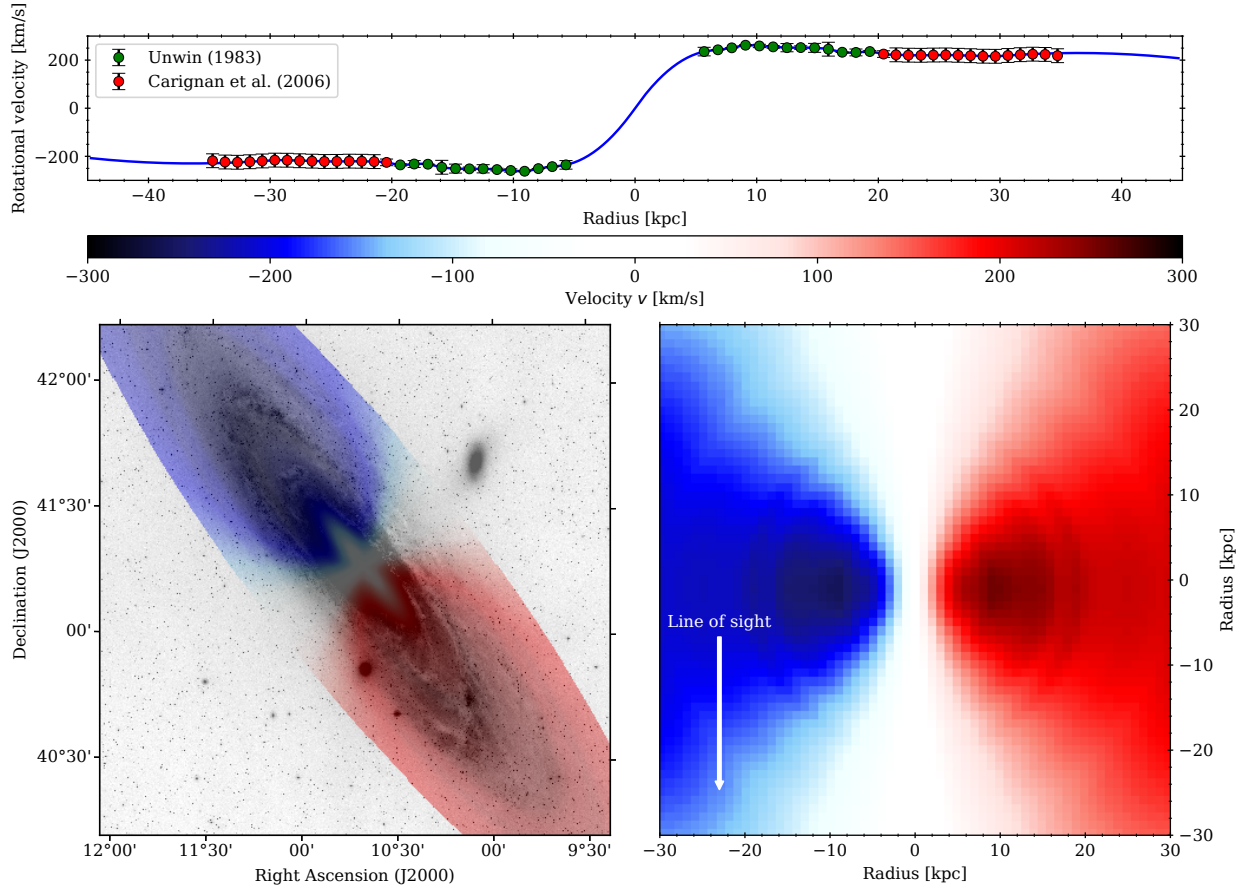 Rotational velocity [km/s]
200
0
−200
Unwin (1983)
Carignan et al. (2006)
−40 −30 −20 −10 0 10 20 30 40
Radius [kpc]
−300 −200 −100 0 100 200 300
Velocity v [km/s]
Declination (J2000)
42°00'
41°30'
00'
40°30'
12°00' 11°30' 00' 10°30' 00' 9°30'
Right Ascension (J2000)
Line of sight
30
20
10
0
−10
−20
−30
Radius [kpc]
−30 −20 −10 0 10 20 30
Radius [kpc]